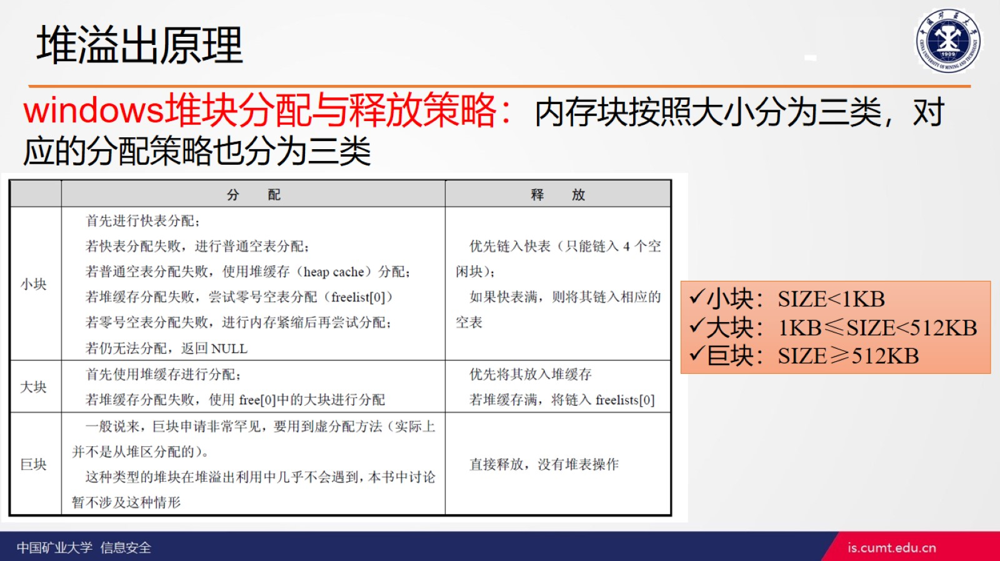 堆溢出原理
中国矿业大学
CHINA UNIVERSITY OF MINING AND TECHNOLOGY
1909
windows堆块分配与释放策略：内存块按照大小分为三类，对
应的分配策略也分为三类
分 配
释 放
小块
首先进行快表分配；
若快表分配失败，进行普通空表分配；
若普通空表分配失败，使用堆缓存（heap cache）分配；
若堆缓存分配失败，尝试零号空表分配（freelist[0]）
若零号空表分配失败，进行内存紧缩后再尝试分配；
若仍无法分配，返回 NULL
优先链入快表（只能链入 4 个空
闲块）；
如果快表满，则将其链入相应的
空表
大块
首先使用堆缓存进行分配；
若堆缓存分配失败，使用 free[0]中的大块进行分配
优先将其放入堆缓存
若堆缓存满，将链入 freelists[0]
巨块
一般说来，巨块申请非常罕见，要用到虚分配方法（实际上
并不是从堆区分配的）。
这种类型的堆块在堆溢出利用中几乎不会遇到，本书中讨论
暂不涉及这种情形
直接释放，没有堆表操作
✓小块：SIZE<1KB
✓大块：1KB≤SIZE<512KB
✓巨块：SIZE≥512KB
中国矿业大学 信息安全
is.cumt.edu.cn